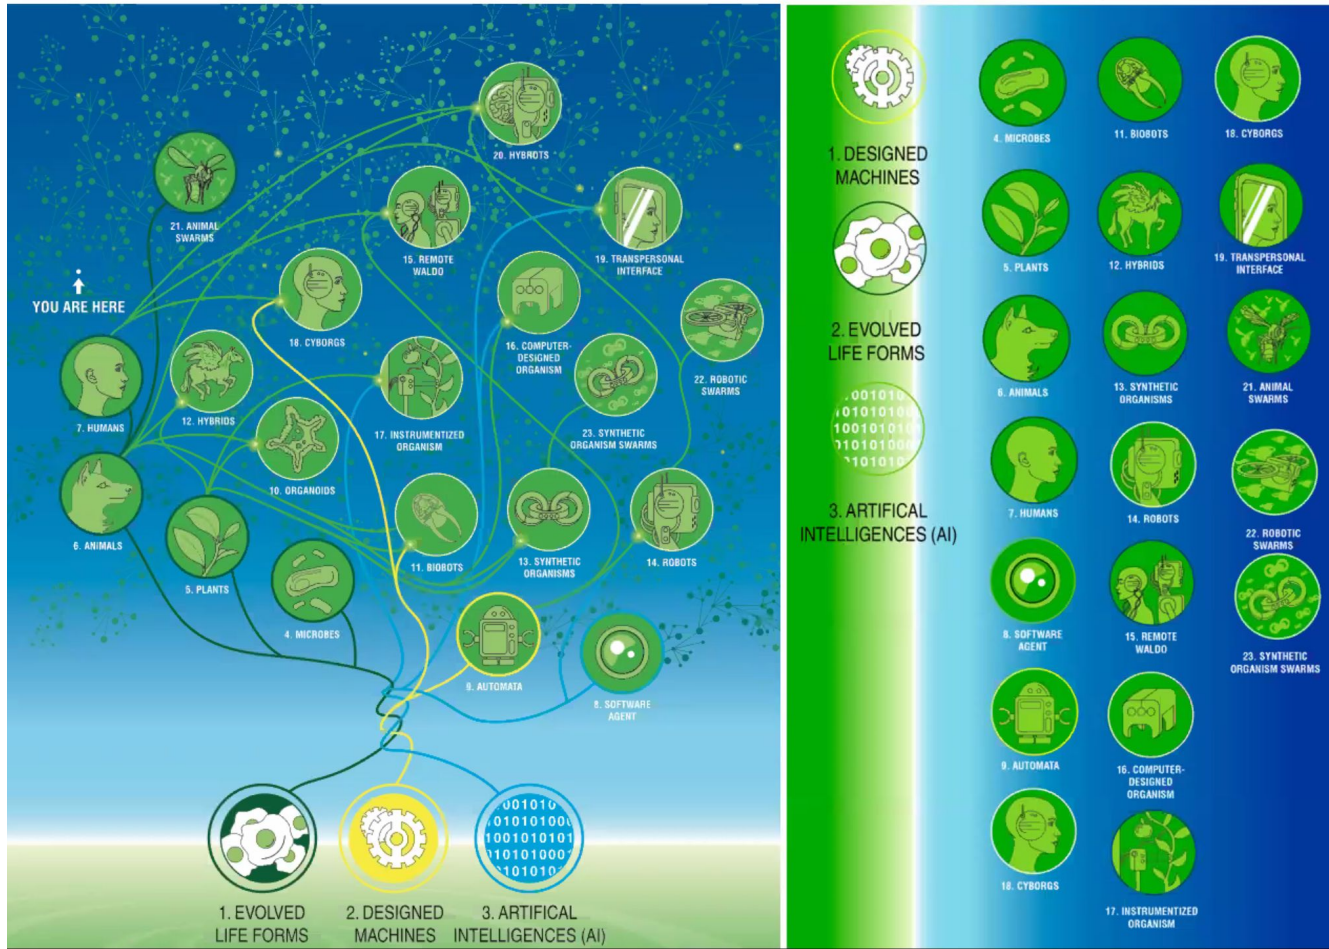 20. HYBROTS
21. ANIMAL
SWARMS
15. REMOTE
WALDO
19. TRANSPERSONAL
INTERFACE
YOU ARE HERE
18. CYBORGS
16. COMPUTER-
DESIGNED
ORGANISM
22. ROBOTIC
SWARMS
7. HUMANS
12. HYBRIDS
17. INSTRUMENTIZED
ORGANISM
23. SYNTHETIC
ORGANISM SWARMS
10. ORGANOIDS
6. ANIMALS
5. PLANTS
11. BIOBOTS
13. SYNTHETIC
ORGANISMS
14. ROBOTS
4. MICROBES
9. AUTOMATA
8. SOFTWARE
AGENT
1. EVOLVED
LIFE FORMS
2. DESIGNED
MACHINES
3. ARTIFICAL
INTELLIGENCES (AI)
1. DESIGNED
MACHINES
2. EVOLVED
LIFE FORMS
3. ARTIFICAL
INTELLIGENCES (AI)
4. MICROBES
5. PLANTS
6. ANIMALS
7. HUMANS
8. SOFTWARE
AGENT
9. AUTOMATA
18. CYBORGS
11. BIOBOTS
12. HYBRIDS
13. SYNTHETIC
ORGANISMS
14. ROBOTS
15. REMOTE
WALDO
16. COMPUTER-
DESIGNED
ORGANISM
17. INSTRUMENTIZED
ORGANISM
18. CYBORGS
19. TRANSPERSONAL
INTERFACE
21. ANIMAL
SWARMS
22. ROBOTIC
SWARMS
23. SYNTHETIC
ORGANISM SWARMS